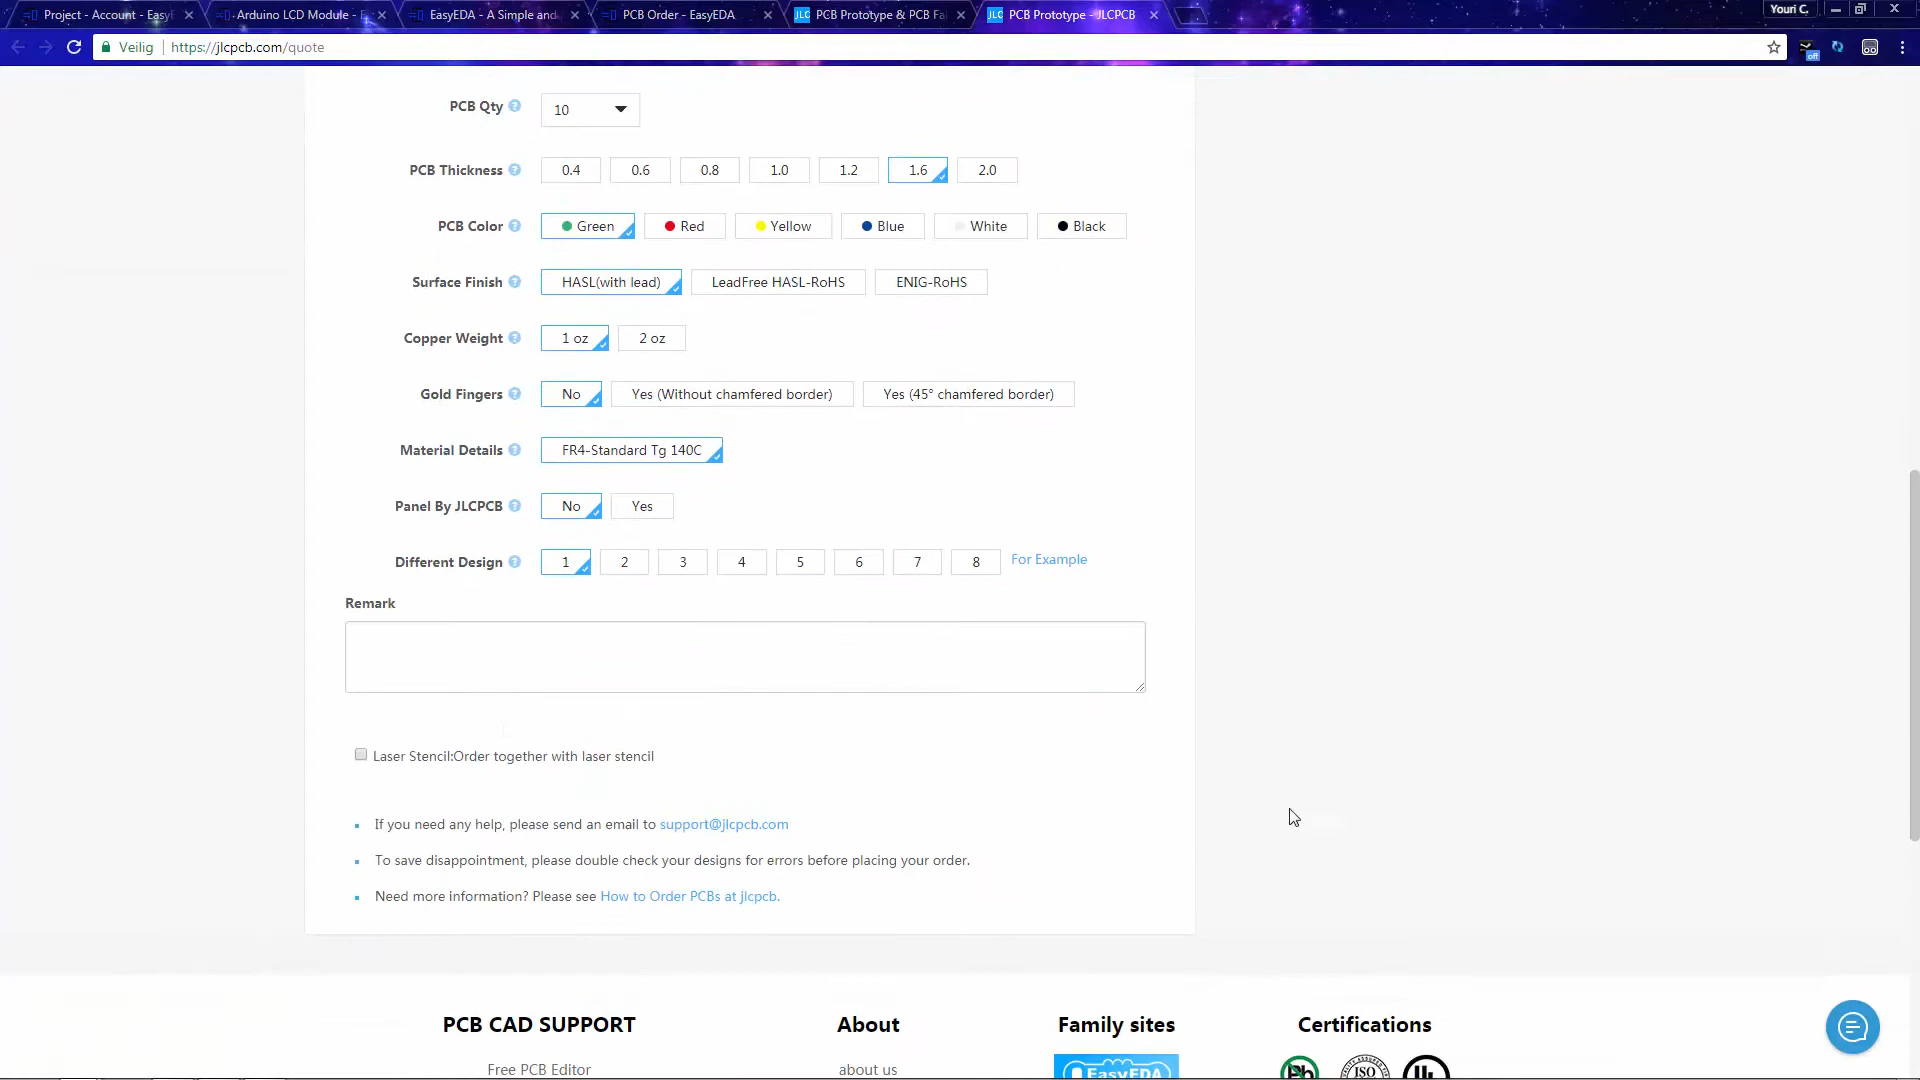 Project - Account - EasyE
Arduino LCD Module - E
EasyEDA - A Simple and
PCB Order - EasyEDA
JLC PCB Prototype & PCB Fa
JLC PCB Prototype - JLCPCB
Youri C.
Veilig https://jlcpcb.com/quote
off
PCB Qty ? 10
PCB Thickness ? 0.4 0.6 0.8 1.0 1.2 1.6 2.0
PCB Color ? Green Red Yellow Blue White Black
Surface Finish ? HASL(with lead) LeadFree HASL-RoHS ENIG-RoHS
Copper Weight ? 1 oz 2 oz
Gold Fingers ? No Yes (Without chamfered border) Yes (45° chamfered border)
Material Details ? FR4-Standard Tg 140C
Panel By JLCPCB ? No Yes
Different Design ? 1 2 3 4 5 6 7 8 For Example
Remark
Laser Stencil:Order together with laser stencil
If you need any help, please send an email to support@jlcpcb.com
To save disappointment, please double check your designs for errors before placing your order.
Need more information? Please see How to Order PCBs at jlcpcb.
PCB CAD SUPPORT About Family sites Certifications
Free PCB Editor about us EasyEDA Pb ISO UL